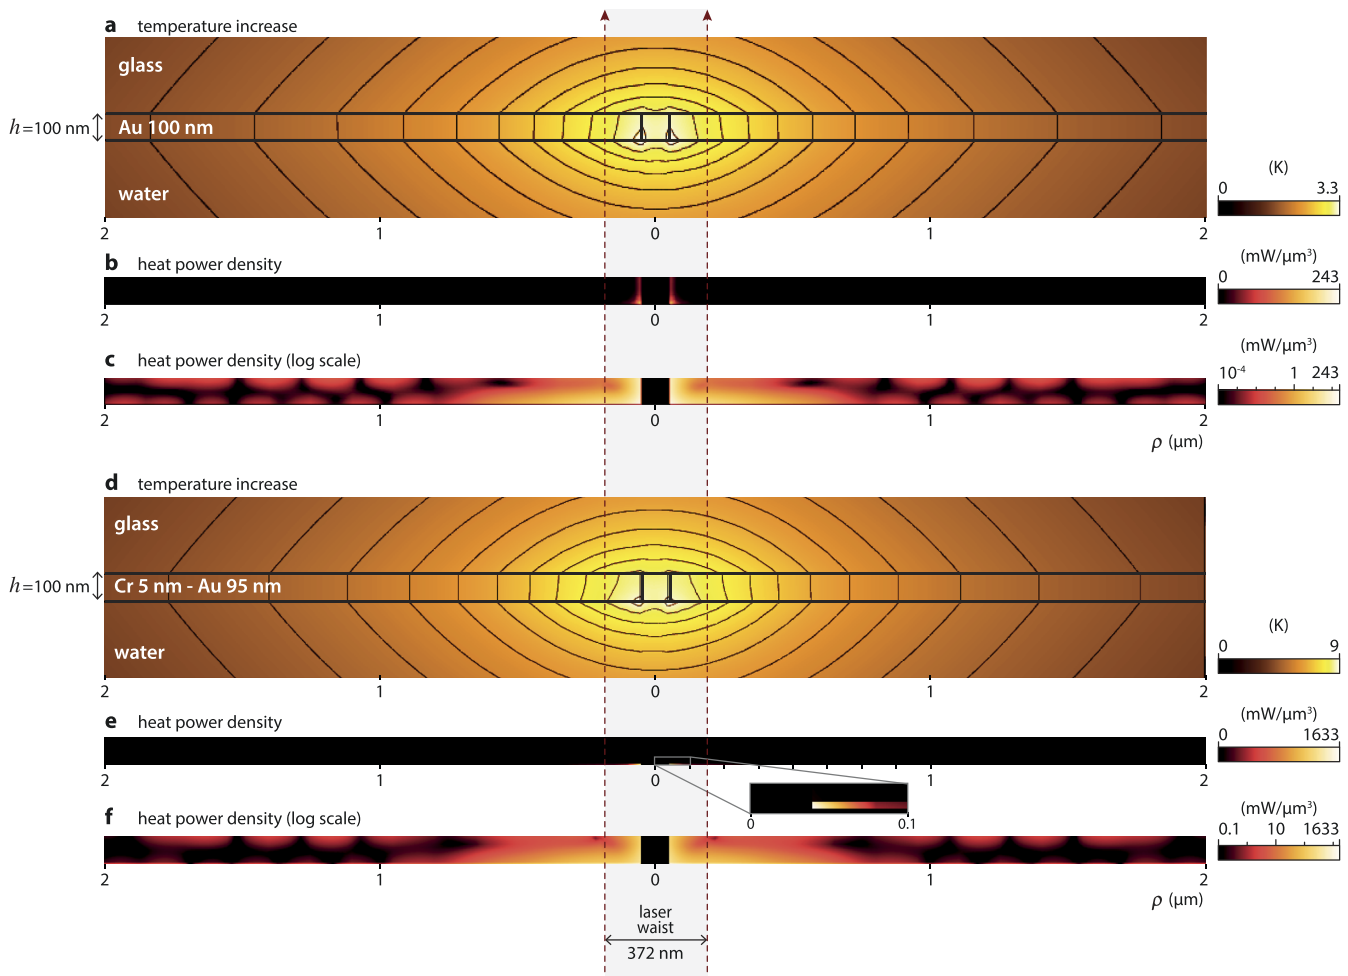 a temperature increase
glass
h=100 nm
Au 100 nm
water
(K)
0 3.3
2 1 0 1 2
b heat power density
(mW/μm³)
0 243
2 1 0 1 2
c heat power density (log scale)
(mW/μm³)
10⁻⁴ 1 243
2 1 0 1 2
ρ (μm)
d temperature increase
glass
h=100 nm
Cr 5 nm - Au 95 nm
water
(K)
0 9
2 1 0 1 2
e heat power density
(mW/μm³)
0 1633
2 1 0 1 2
0 0.1
f heat power density (log scale)
(mW/μm³)
0.1 10 1633
2 1 0 1 2
ρ (μm)
laser
waist
372 nm